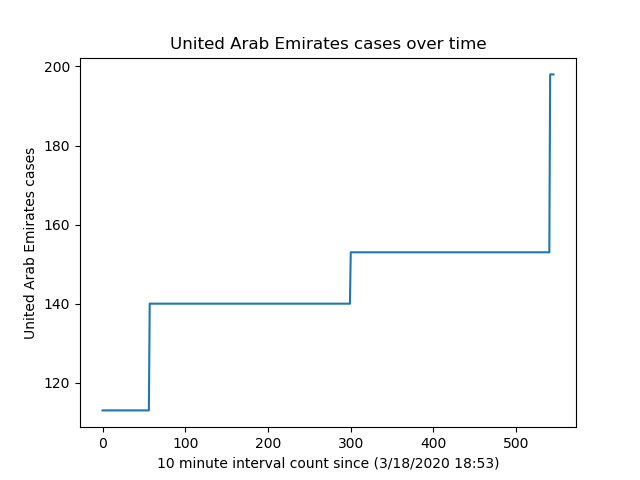 United Arab Emirates cases over time
United Arab Emirates cases
200
180
160
140
120
0 100 200 300 400 500
10 minute interval count since (3/18/2020 18:53)